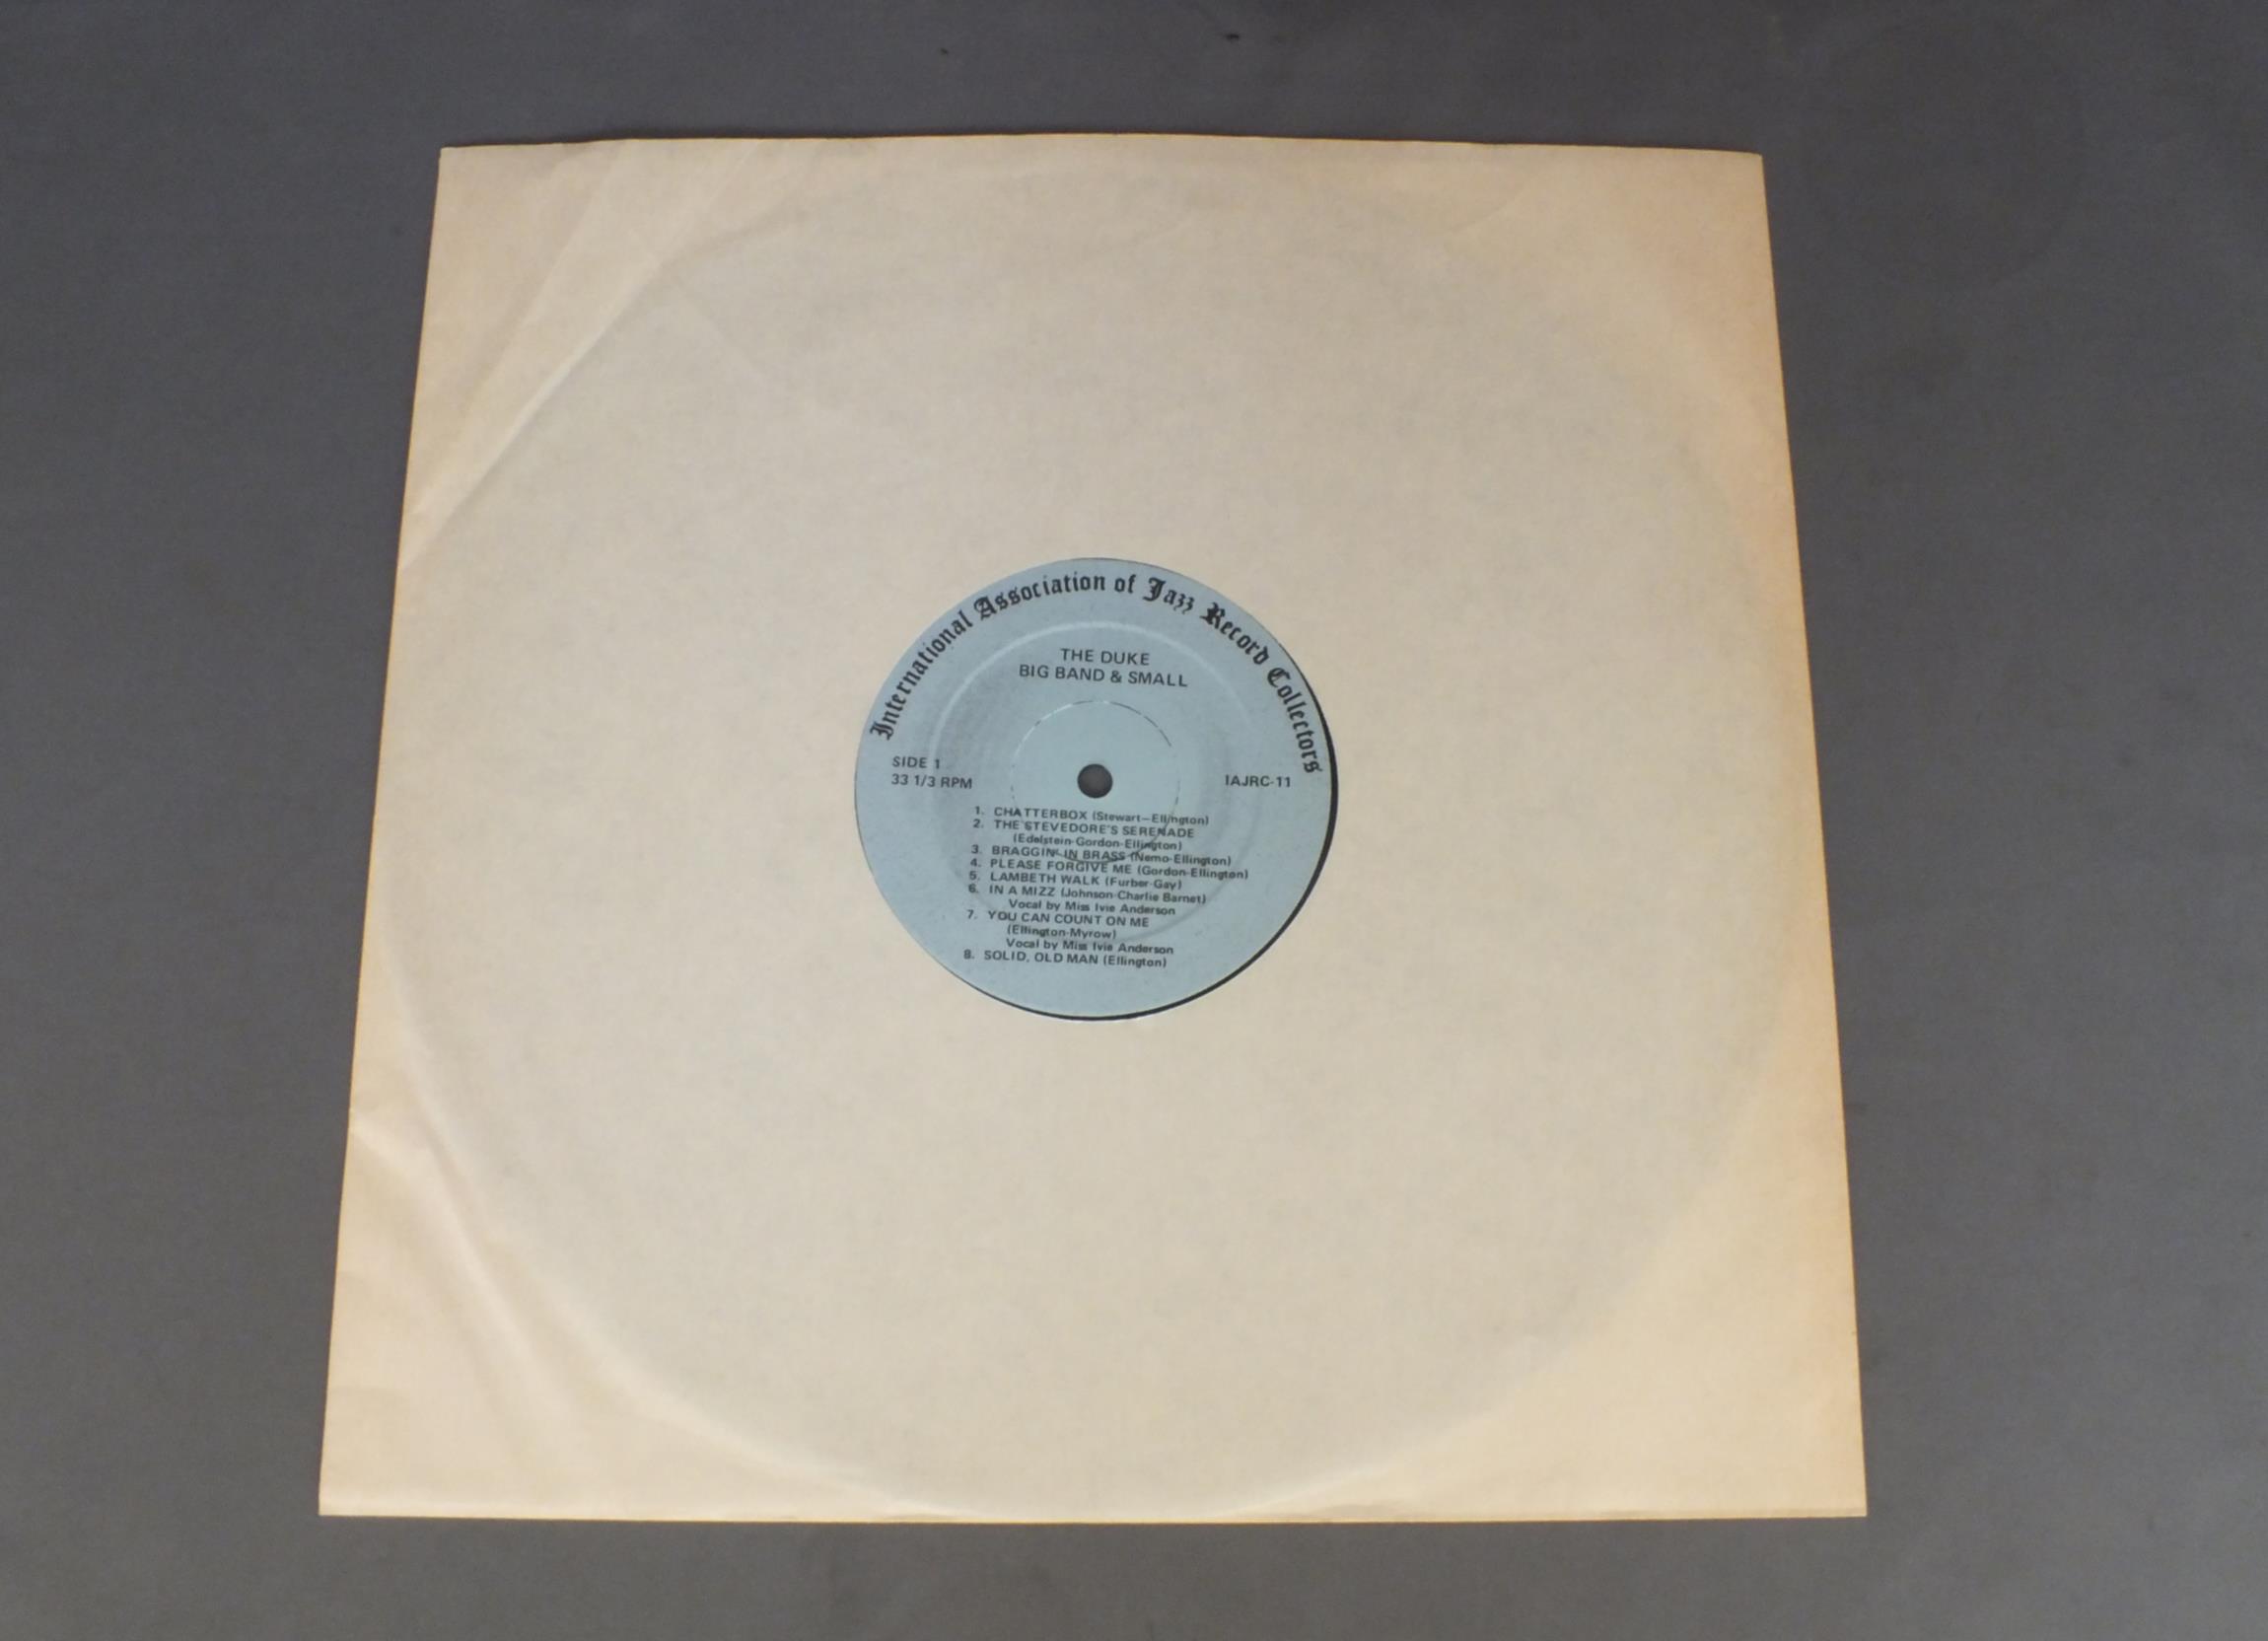 International Association of Jazz Record Collectors
THE DUKE
BIG BAND & SMALL
SIDE 1
33 1/3 RPM
IAJRC-11
1. CHATTERBOX (Stewart-Ellington)
2. THE STEVEDORE'S SERENADE
(Edelstein-Gordon-Ellington)
3. BRAGGIN' IN BRASS (Nemo-Ellington)
4. PLEASE FORGIVE ME (Gordon-Ellington)
5. LAMBETH WALK (Furber-Gay)
6. IN A MIZZ (Johnson-Charlie Barnet)
Vocal by Miss Ivie Anderson
7. YOU CAN COUNT ON ME
(Ellington-Myrow)
Vocal by Miss Ivie Anderson
8. SOLID, OLD MAN (Ellington)